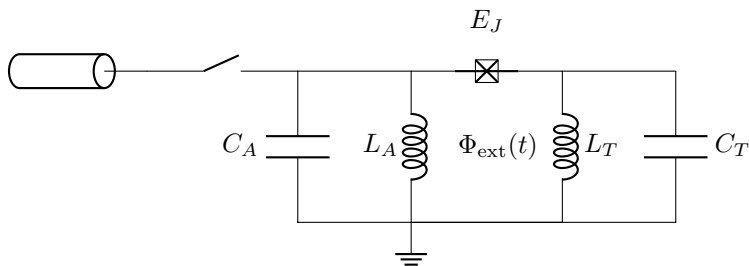 E_J
C_A L_A Φ_ext(t) L_T C_T